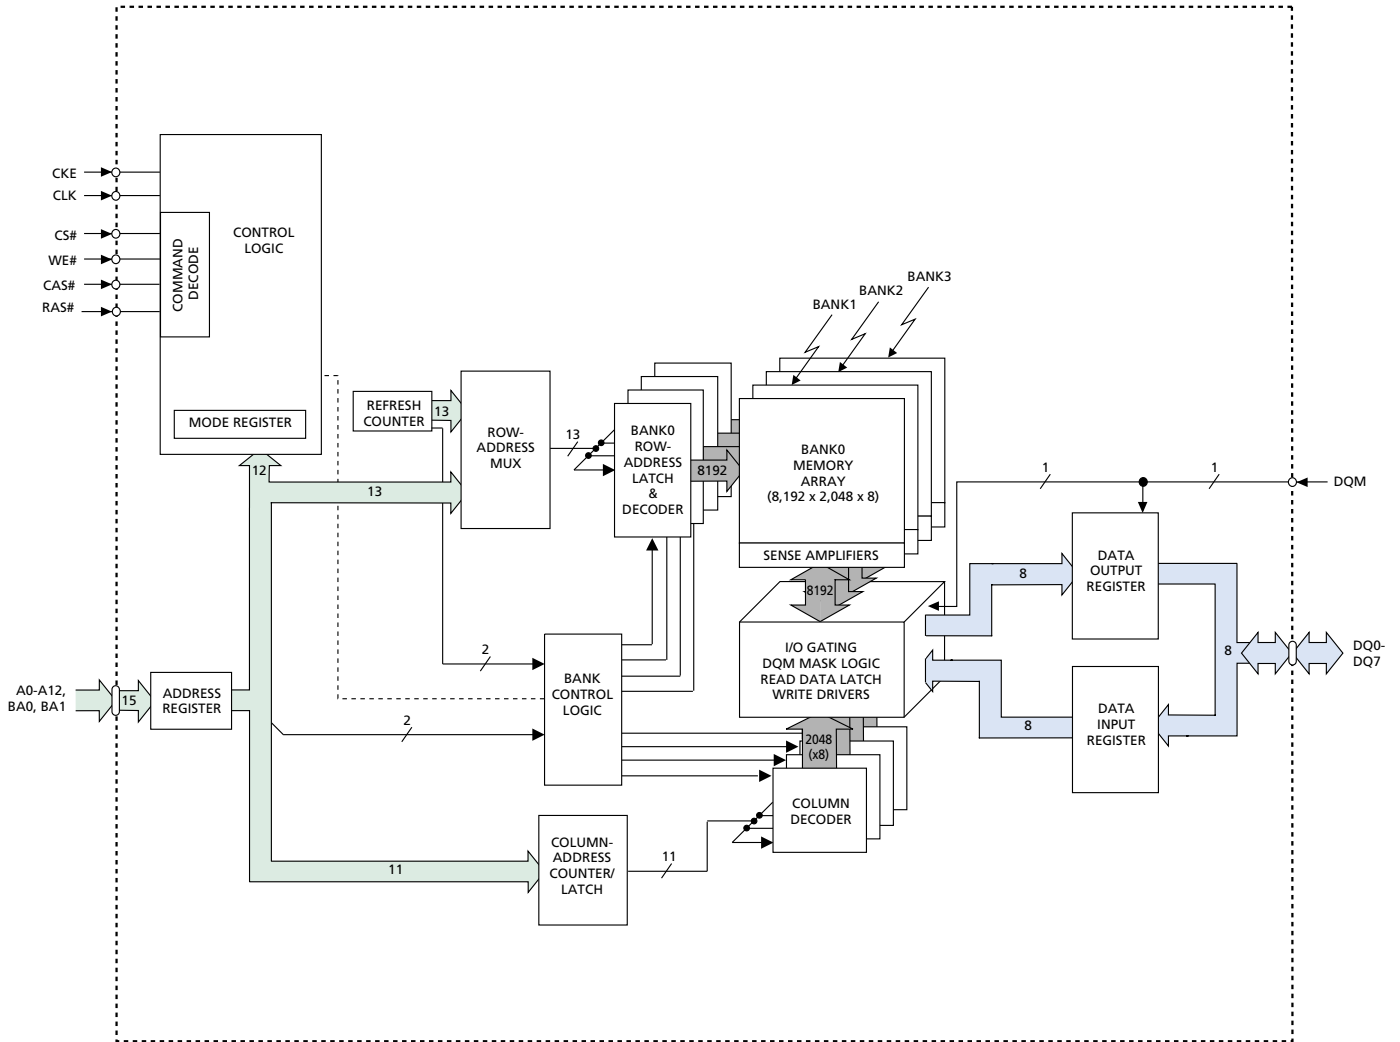 CKE
CLK
CS#
WE#
CAS#
RAS#
COMMAND
DECODE
CONTROL
LOGIC
MODE REGISTER
12
REFRESH
COUNTER
13
13
ROW-
ADDRESS
MUX
13
BANK0
ROW-
ADDRESS
LATCH
&
DECODER
8192
BANK1
BANK2
BANK3
BANK0
MEMORY
ARRAY
(8,192 x 2,048 x 8)
SENSE AMPLIFIERS
8192
I/O GATING
DQM MASK LOGIC
READ DATA LATCH
WRITE DRIVERS
2048
(x8)
COLUMN
DECODER
1
1
DQM
DATA
OUTPUT
REGISTER
8
8
DQ0-
DQ7
DATA
INPUT
REGISTER
8
A0-A12,
BA0, BA1
15
ADDRESS
REGISTER
2
2
BANK
CONTROL
LOGIC
11
COLUMN-
ADDRESS
COUNTER/
LATCH
11